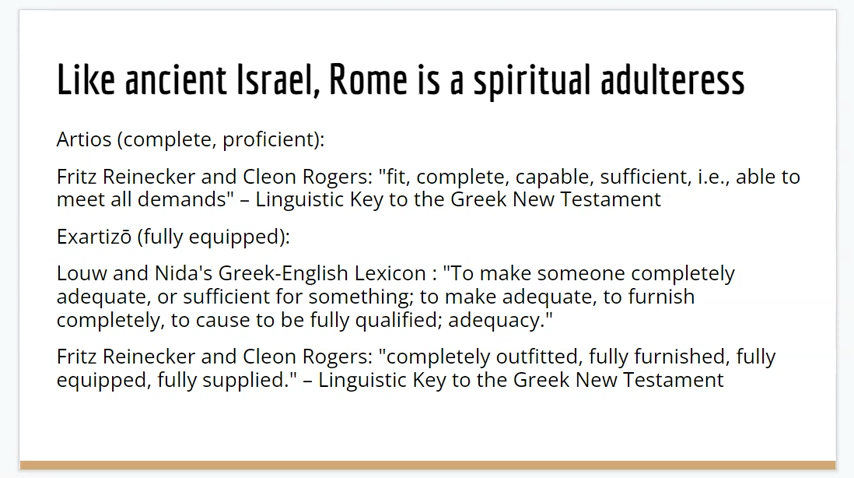 Like ancient Israel, Rome is a spiritual adulteress
Artios (complete, proficient):
Fritz Reinecker and Cleon Rogers: "fit, complete, capable, sufficient, i.e., able to
meet all demands" – Linguistic Key to the Greek New Testament
Exartizō (fully equipped):
Louw and Nida's Greek-English Lexicon : "To make someone completely
adequate, or sufficient for something; to make adequate, to furnish
completely, to cause to be fully qualified; adequacy."
Fritz Reinecker and Cleon Rogers: "completely outfitted, fully furnished, fully
equipped, fully supplied." – Linguistic Key to the Greek New Testament